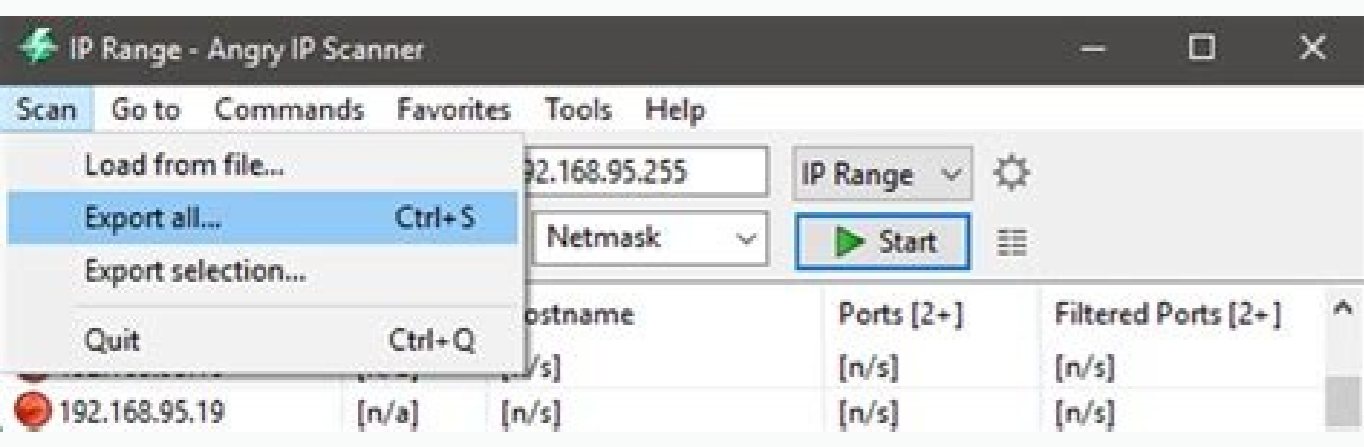 IP Range - Angry IP Scanner
Scan Go to Commands Favorites Tools Help
Load from file...
92.168.95.255 IP Range
Export all... Ctrl+S
Netmask Start
Export selection...
ostname Ports [2+] Filtered Ports [2+]
Quit Ctrl+Q
/s] [n/s] [n/s]
192.168.95.19 [n/a] [n/s] [n/s] [n/s]